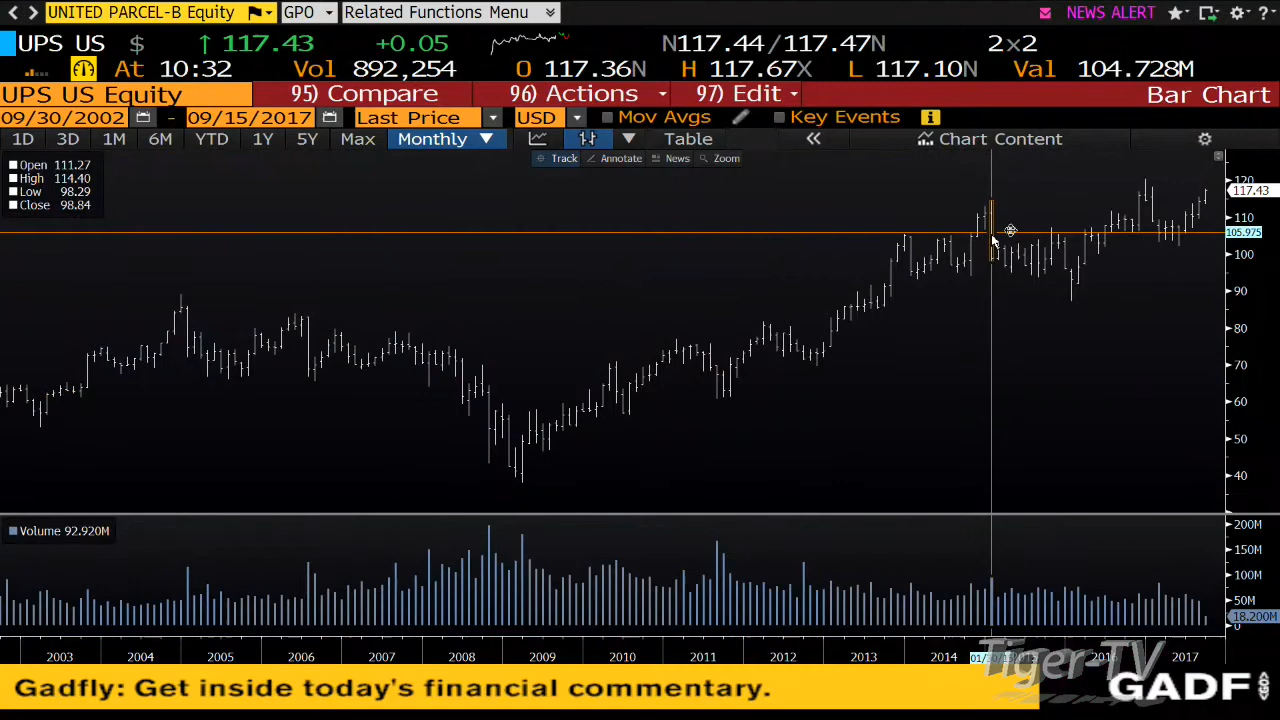 UNITED PARCEL-B Equity GPO Related Functions Menu NEWS ALERT ?
UPS US $ ↑ 117.43 +0.05 N117.44/117.47N 2x2
At 10:32 Vol 892,254 O 117.36N H 117.67X L 117.10N Val 104.728M
UPS US Equity 95) Compare 96) Actions 97) Edit Bar Chart
09/30/2002 - 09/15/2017 Last Price USD Mov Avgs Key Events
1D 3D 1M 6M YTD 1Y 5Y Max Monthly ▼ Table « Chart Content
Track Annotate News Zoom
Open 111.27
High 114.40
Low 98.29
Close 98.84
120
117.43
110
105.975
100
90
80
70
60
50
40
Volume 92.920M
200M
150M
100M
50M
18.200M
0
2003 2004 2005 2006 2007 2008 2009 2010 2011 2012 2013 2014 2016 2017
Tiger-TV
Gadfly: Get inside today's financial commentary. GADF <GO>